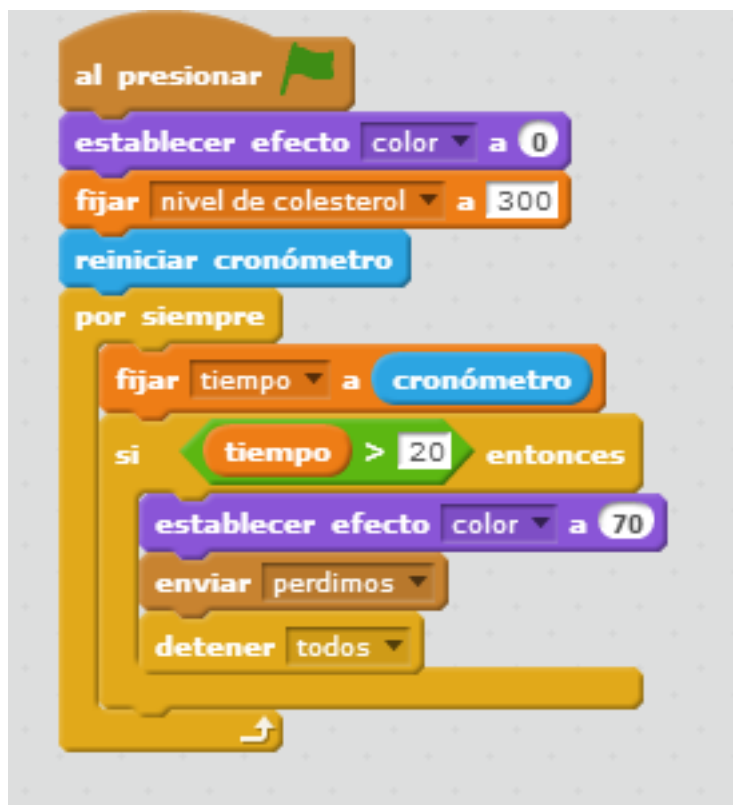 al presionar
establecer efecto color a 0
fijar nivel de colesterol a 300
reiniciar cronómetro
por siempre
fijar tiempo a cronómetro
si tiempo > 20 entonces
establecer efecto color a 70
enviar perdimos
detener todos